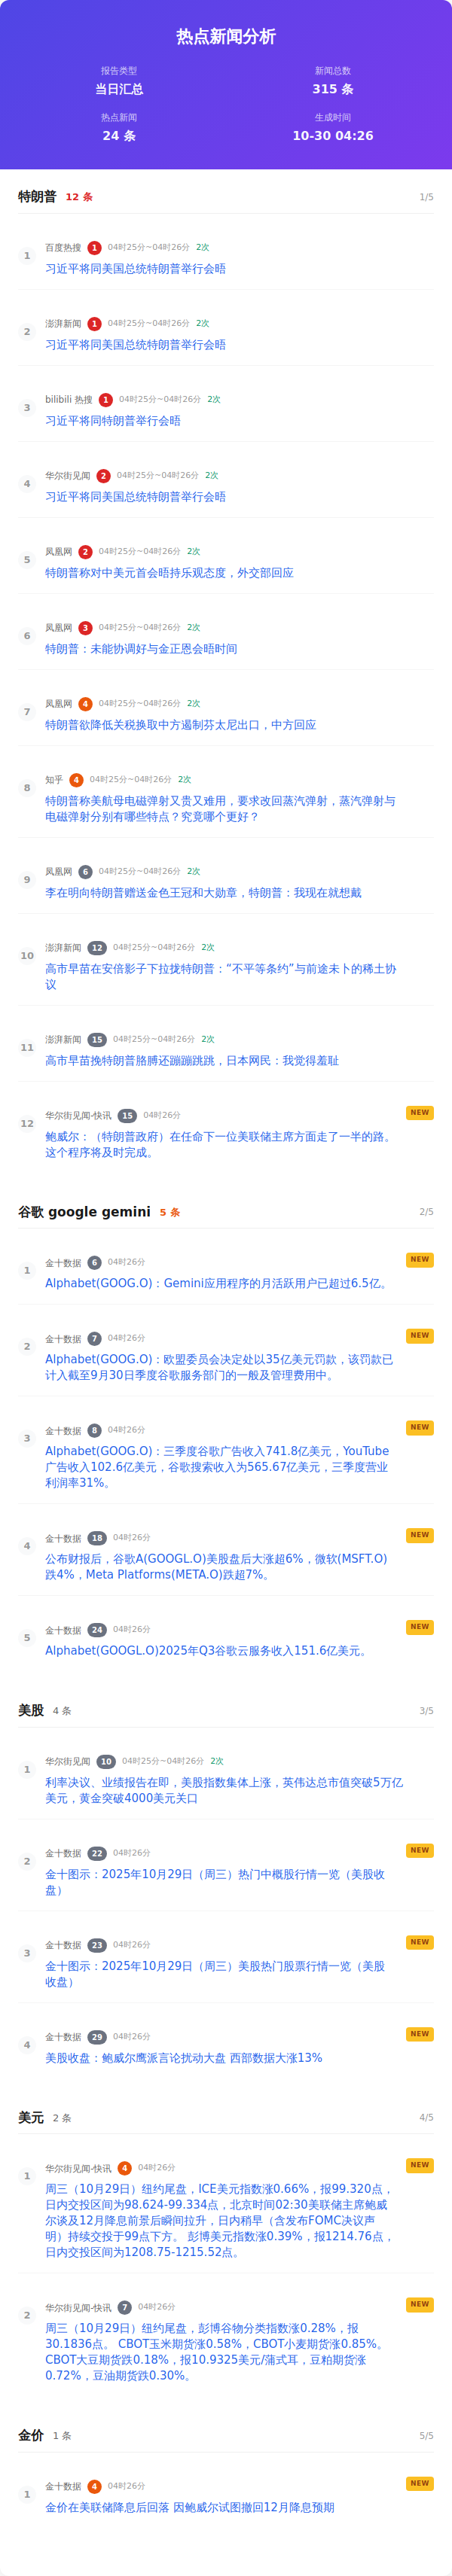 热点新闻分析
报告类型
当日汇总
新闻总数
315 条
热点新闻
24 条
生成时间
10-30 04:26
特朗普 12 条 1/5
1 百度热搜 1 04时25分~04时26分 2次
习近平将同美国总统特朗普举行会晤
2 澎湃新闻 1 04时25分~04时26分 2次
习近平将同美国总统特朗普举行会晤
3 bilibili 热搜 1 04时25分~04时26分 2次
习近平将同特朗普举行会晤
4 华尔街见闻 2 04时25分~04时26分 2次
习近平将同美国总统特朗普举行会晤
5 凤凰网 2 04时25分~04时26分 2次
特朗普称对中美元首会晤持乐观态度，外交部回应
6 凤凰网 3 04时25分~04时26分 2次
特朗普：未能协调好与金正恩会晤时间
7 凤凰网 4 04时25分~04时26分 2次
特朗普欲降低关税换取中方遏制芬太尼出口，中方回应
8 知乎 4 04时25分~04时26分 2次
特朗普称美航母电磁弹射又贵又难用，要求改回蒸汽弹射，蒸汽弹射与
电磁弹射分别有哪些特点？究竟哪个更好？
9 凤凰网 6 04时25分~04时26分 2次
李在明向特朗普赠送金色王冠和大勋章，特朗普：我现在就想戴
10 澎湃新闻 12 04时25分~04时26分 2次
高市早苗在安倍影子下拉拢特朗普：“不平等条约”与前途未卜的稀土协
议
11 澎湃新闻 15 04时25分~04时26分 2次
高市早苗挽特朗普胳膊还蹦蹦跳跳，日本网民：我觉得羞耻
12 华尔街见闻-快讯 15 04时26分 NEW
鲍威尔：（特朗普政府）在任命下一位美联储主席方面走了一半的路。
这个程序将及时完成。
谷歌 google gemini 5 条 2/5
1 金十数据 6 04时26分 NEW
Alphabet(GOOG.O)：Gemini应用程序的月活跃用户已超过6.5亿。
2 金十数据 7 04时26分 NEW
Alphabet(GOOG.O)：欧盟委员会决定处以35亿美元罚款，该罚款已
计入截至9月30日季度谷歌服务部门的一般及管理费用中。
3 金十数据 8 04时26分 NEW
Alphabet(GOOG.O)：三季度谷歌广告收入741.8亿美元，YouTube
广告收入102.6亿美元，谷歌搜索收入为565.67亿美元，三季度营业
利润率31%。
4 金十数据 18 04时26分 NEW
公布财报后，谷歌A(GOOGL.O)美股盘后大涨超6%，微软(MSFT.O)
跌4%，Meta Platforms(META.O)跌超7%。
5 金十数据 24 04时26分 NEW
Alphabet(GOOGL.O)2025年Q3谷歌云服务收入151.6亿美元。
美股 4 条 3/5
1 华尔街见闻 10 04时25分~04时26分 2次
利率决议、业绩报告在即，美股指数集体上涨，英伟达总市值突破5万亿
美元，黄金突破4000美元关口
2 金十数据 22 04时26分 NEW
金十图示：2025年10月29日（周三）热门中概股行情一览（美股收
盘）
3 金十数据 23 04时26分 NEW
金十图示：2025年10月29日（周三）美股热门股票行情一览（美股
收盘）
4 金十数据 29 04时26分 NEW
美股收盘：鲍威尔鹰派言论扰动大盘 西部数据大涨13%
美元 2 条 4/5
1 华尔街见闻-快讯 4 04时26分 NEW
周三（10月29日）纽约尾盘，ICE美元指数涨0.66%，报99.320点，
日内交投区间为98.624-99.334点，北京时间02:30美联储主席鲍威
尔谈及12月降息前景后瞬间拉升，日内稍早（含发布FOMC决议声
明）持续交投于99点下方。 彭博美元指数涨0.39%，报1214.76点，
日内交投区间为1208.75-1215.52点。
2 华尔街见闻-快讯 7 04时26分 NEW
周三（10月29日）纽约尾盘，彭博谷物分类指数涨0.28%，报
30.1836点。 CBOT玉米期货涨0.58%，CBOT小麦期货涨0.85%。
CBOT大豆期货跌0.18%，报10.9325美元/蒲式耳，豆粕期货涨
0.72%，豆油期货跌0.30%。
金价 1 条 5/5
1 金十数据 4 04时26分 NEW
金价在美联储降息后回落 因鲍威尔试图撤回12月降息预期